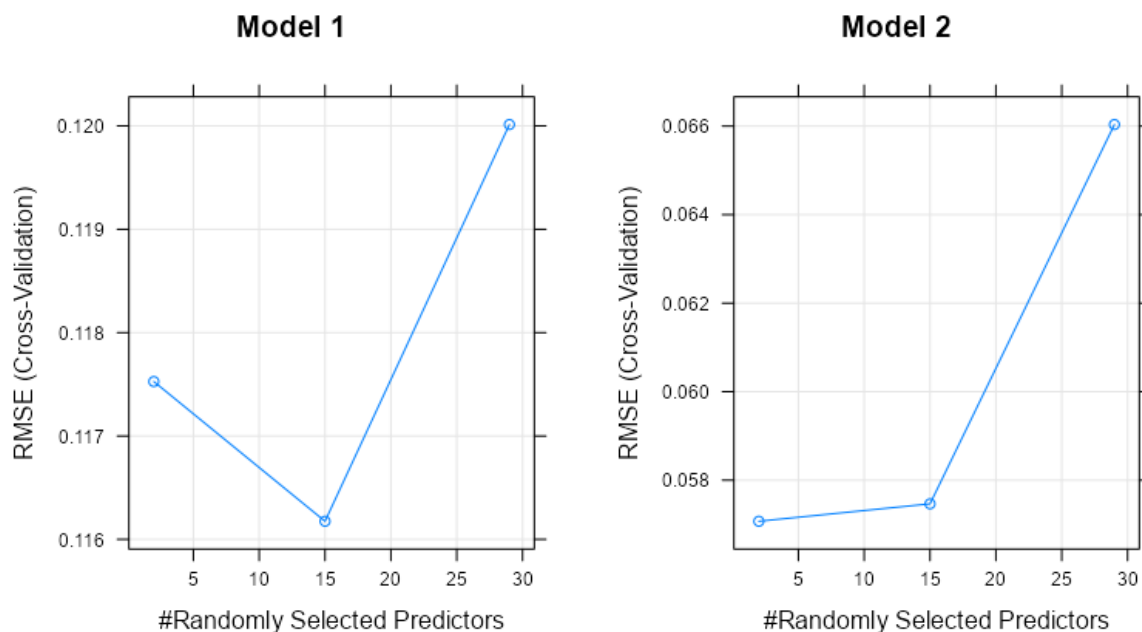 Model 1
0.120
0.119
0.118
0.117
0.116
RMSE (Cross-Validation)
5 10 15 20 25 30
#Randomly Selected Predictors
Model 2
0.066
0.064
0.062
0.060
0.058
RMSE (Cross-Validation)
5 10 15 20 25 30
#Randomly Selected Predictors